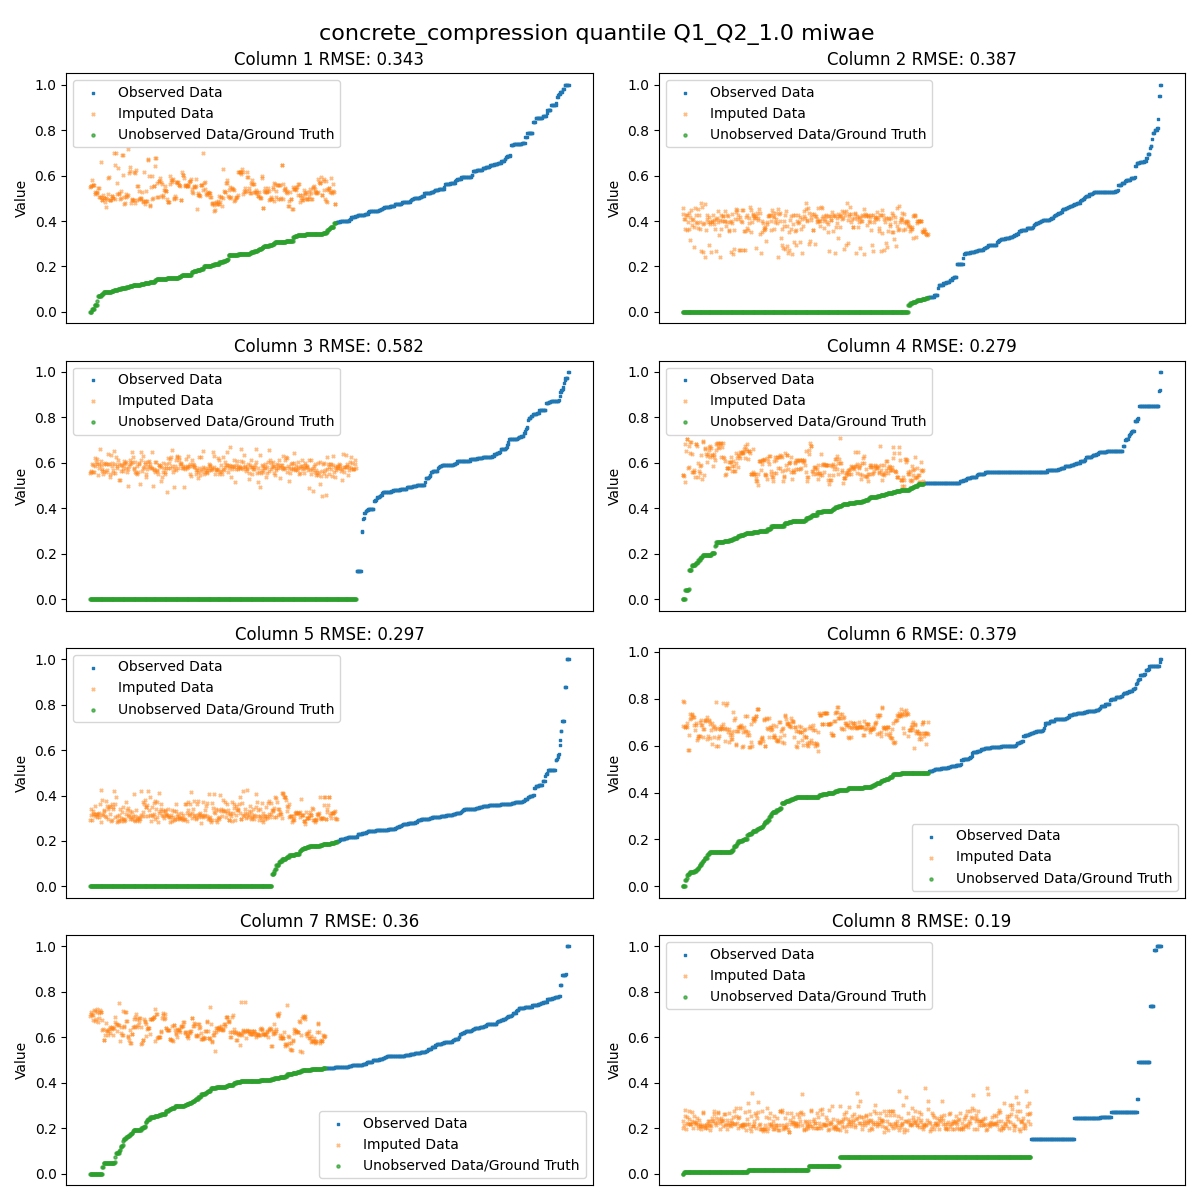 concrete_compression quantile Q1_Q2_1.0 miwae
Column 1 RMSE: 0.343
Value
1.0
0.8
0.6
0.4
0.2
0.0
Observed Data
Imputed Data
Unobserved Data/Ground Truth
Column 2 RMSE: 0.387
Value
1.0
0.8
0.6
0.4
0.2
0.0
Observed Data
Imputed Data
Unobserved Data/Ground Truth
Column 3 RMSE: 0.582
Value
1.0
0.8
0.6
0.4
0.2
0.0
Observed Data
Imputed Data
Unobserved Data/Ground Truth
Column 4 RMSE: 0.279
Value
1.0
0.8
0.6
0.4
0.2
0.0
Observed Data
Imputed Data
Unobserved Data/Ground Truth
Column 5 RMSE: 0.297
Value
1.0
0.8
0.6
0.4
0.2
0.0
Observed Data
Imputed Data
Unobserved Data/Ground Truth
Column 6 RMSE: 0.379
Value
1.0
0.8
0.6
0.4
0.2
0.0
Observed Data
Imputed Data
Unobserved Data/Ground Truth
Column 7 RMSE: 0.36
Value
1.0
0.8
0.6
0.4
0.2
0.0
Observed Data
Imputed Data
Unobserved Data/Ground Truth
Column 8 RMSE: 0.19
Value
1.0
0.8
0.6
0.4
0.2
0.0
Observed Data
Imputed Data
Unobserved Data/Ground Truth